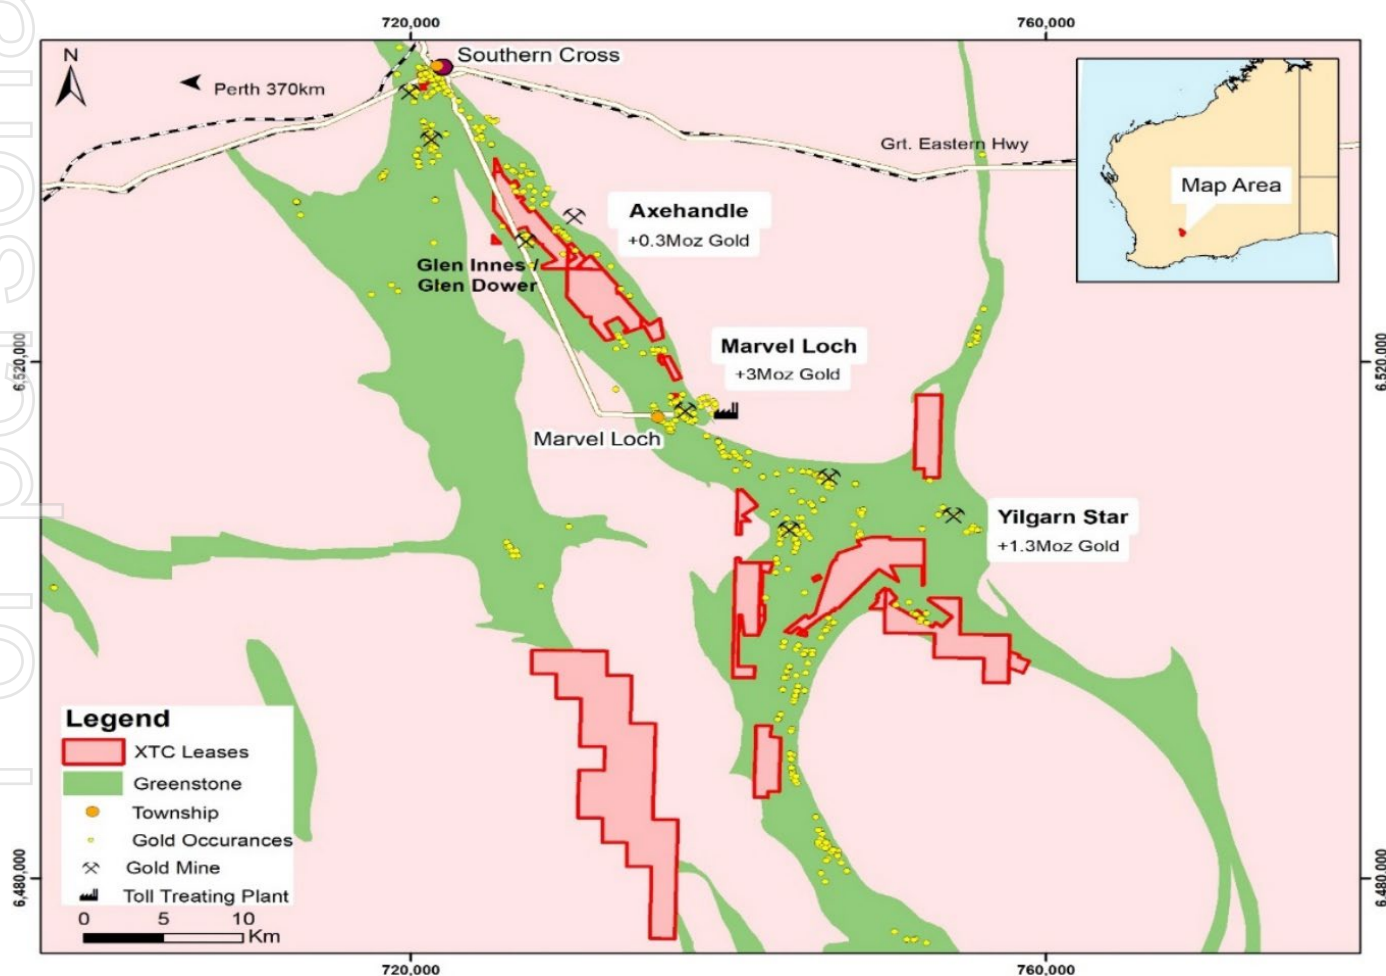 720,000
760,000
N
Southern Cross
Perth 370km
Grt. Eastern Hwy
Map Area
Axehandle
+0.3Moz Gold
Glen Innes /
Glen Dower
6,520,000
6,520,000
Marvel Loch
+3Moz Gold
Marvel Loch
Yilgarn Star
+1.3Moz Gold
Legend
XTC Leases
Greenstone
Township
Gold Occurances
Gold Mine
Toll Treating Plant
0 5 10
Km
6,480,000
6,480,000
720,000
760,000